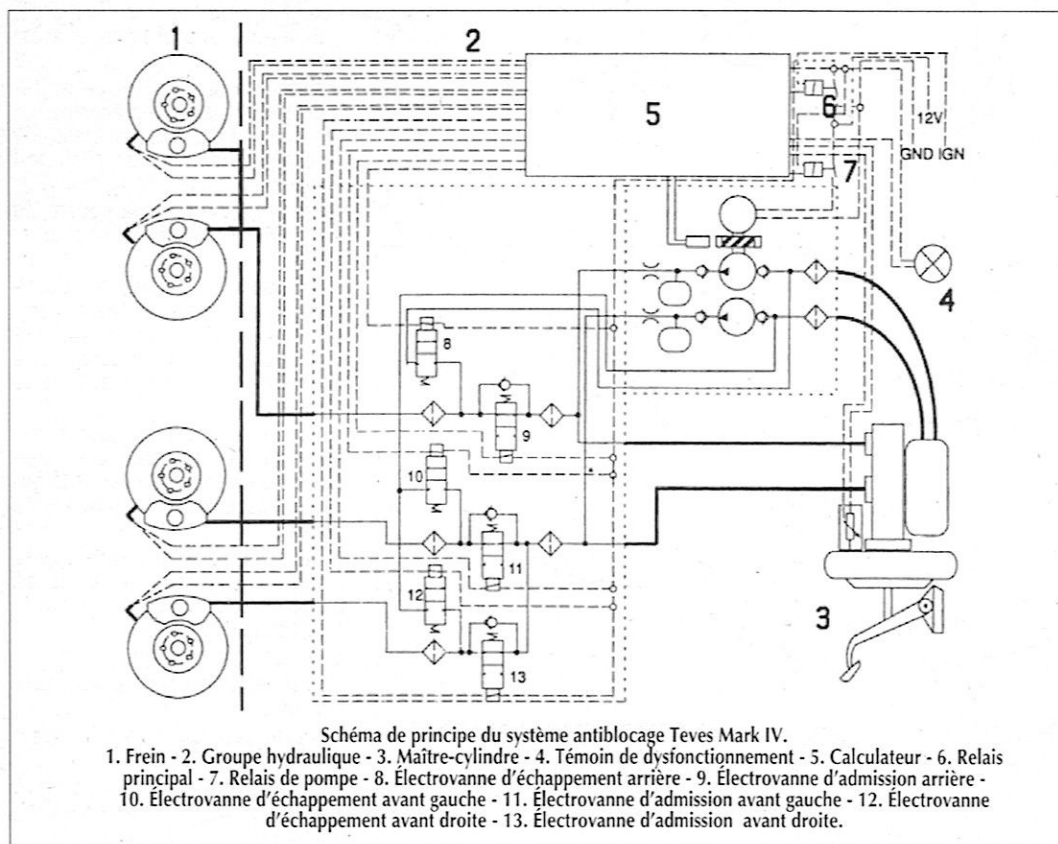 1
2
5
6
12V
GND IGN
7
4
8
9
10
11
12
3
13
Schéma de principe du système antiblocage Teves Mark IV.
1. Frein - 2. Groupe hydraulique - 3. Maître-cylindre - 4. Témoin de dysfonctionnement - 5. Calculateur - 6. Relais
principal - 7. Relais de pompe - 8. Électrovanne d'échappement arrière - 9. Électrovanne d'admission arrière -
10. Électrovanne d'échappement avant gauche - 11. Électrovanne d'admission avant gauche - 12. Électrovanne
d'échappement avant droite - 13. Électrovanne d'admission avant droite.